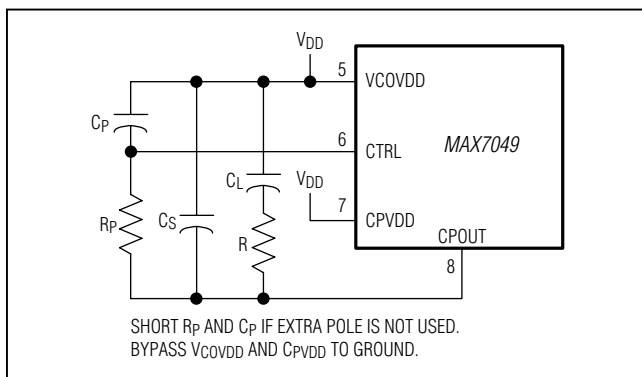 VDD
5
VCOVDD
CP
6
CTRL
MAX7049
CL
VDD
7
CPVDD
RP
CS
R
CPOUT
8
SHORT RP AND CP IF EXTRA POLE IS NOT USED.
BYPASS VCOVDD AND CPVDD TO GROUND.